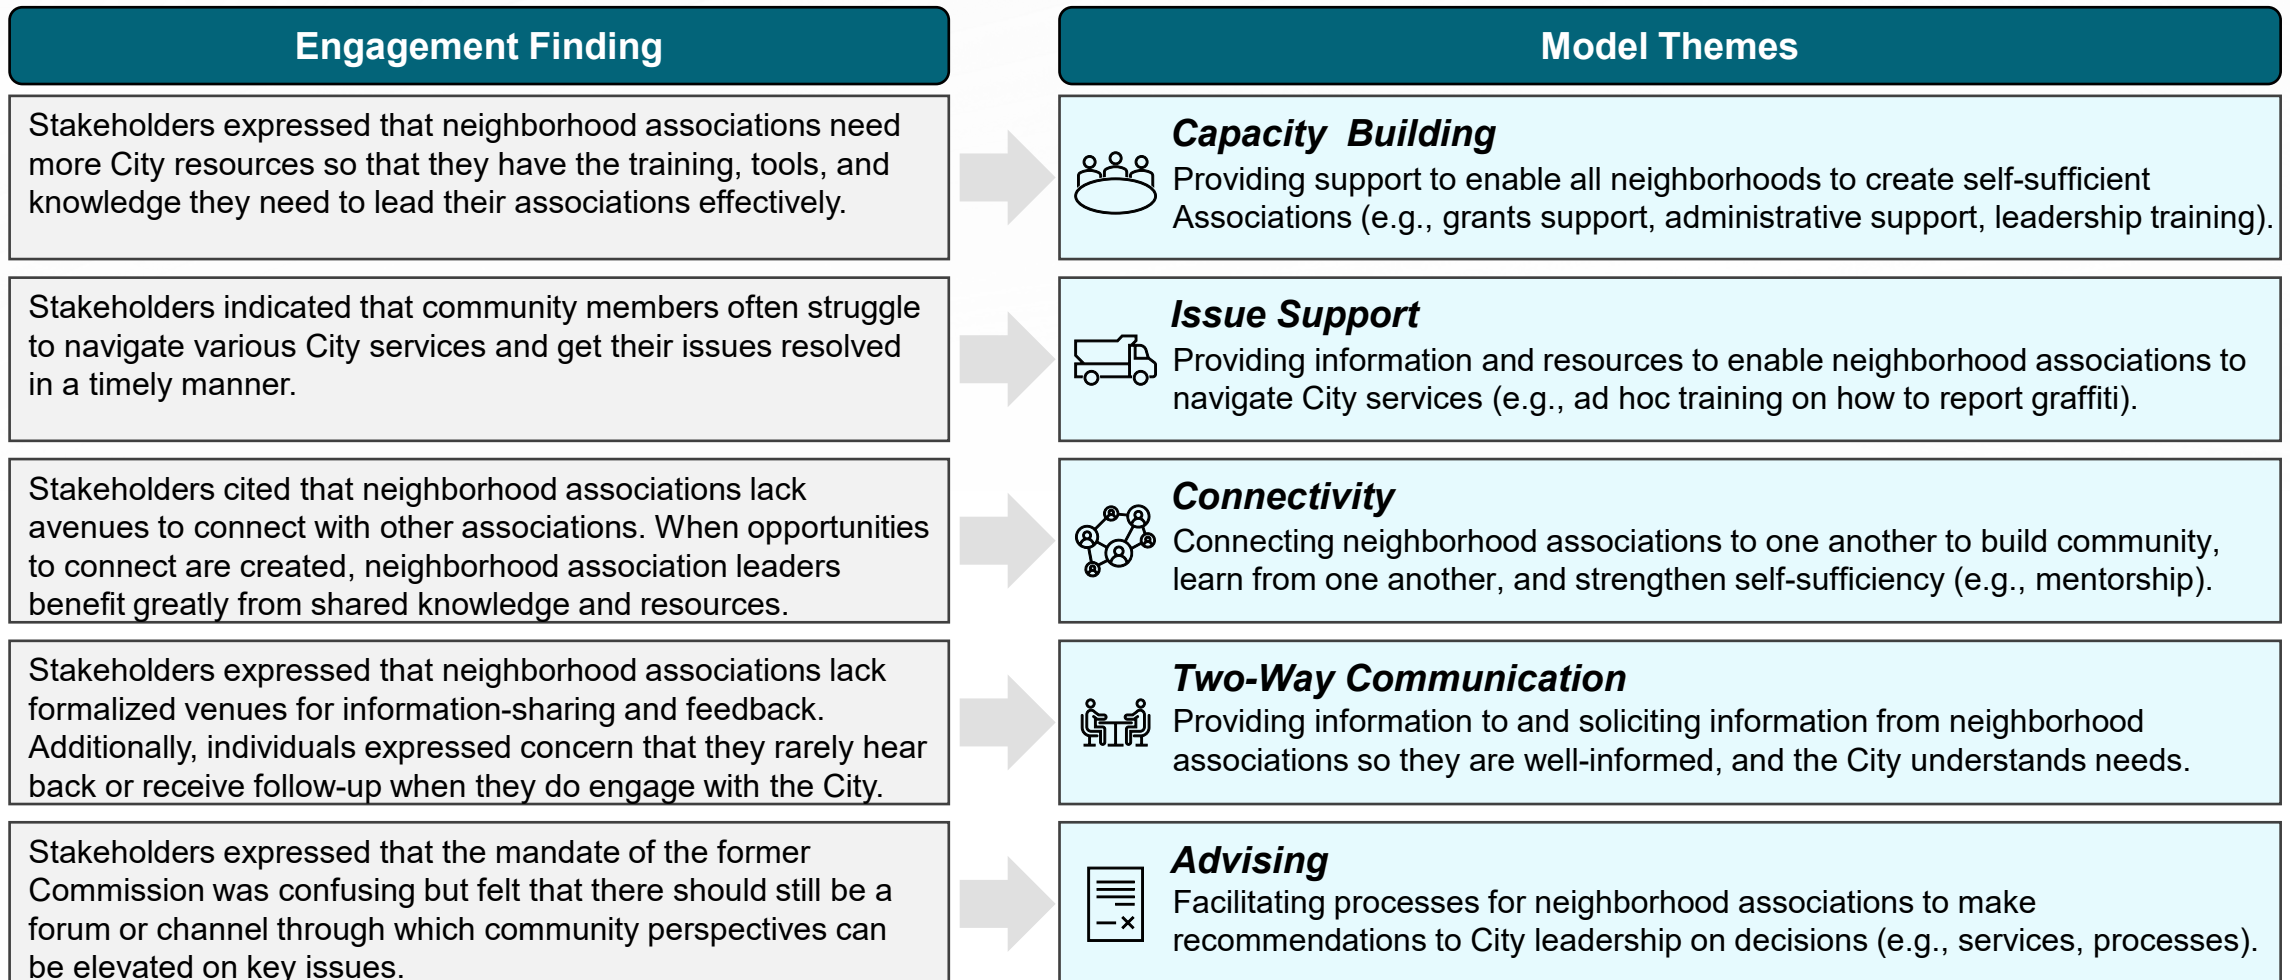 Engagement Finding
Model Themes
Stakeholders expressed that neighborhood associations need
more City resources so that they have the training, tools, and
knowledge they need to lead their associations effectively.
Capacity  Building
Providing support to enable all neighborhoods to create self-sufficient
Associations (e.g., grants support, administrative support, leadership training).
Stakeholders indicated that community members often struggle
to navigate various City services and get their issues resolved
in a timely manner.
Issue Support
Providing information and resources to enable neighborhood associations to
navigate City services (e.g., ad hoc training on how to report graffiti).
Stakeholders cited that neighborhood associations lack
avenues to connect with other associations. When opportunities
to connect are created, neighborhood association leaders
benefit greatly from shared knowledge and resources.
Connectivity
Connecting neighborhood associations to one another to build community,
learn from one another, and strengthen self-sufficiency (e.g., mentorship).
Stakeholders expressed that neighborhood associations lack
formalized venues for information-sharing and feedback.
Additionally, individuals expressed concern that they rarely hear
back or receive follow-up when they do engage with the City.
Two-Way Communication
Providing information to and soliciting information from neighborhood
associations so they are well-informed, and the City understands needs.
Stakeholders expressed that the mandate of the former
Commission was confusing but felt that there should still be a
forum or channel through which community perspectives can
be elevated on key issues.
Advising
Facilitating processes for neighborhood associations to make
recommendations to City leadership on decisions (e.g., services, processes).